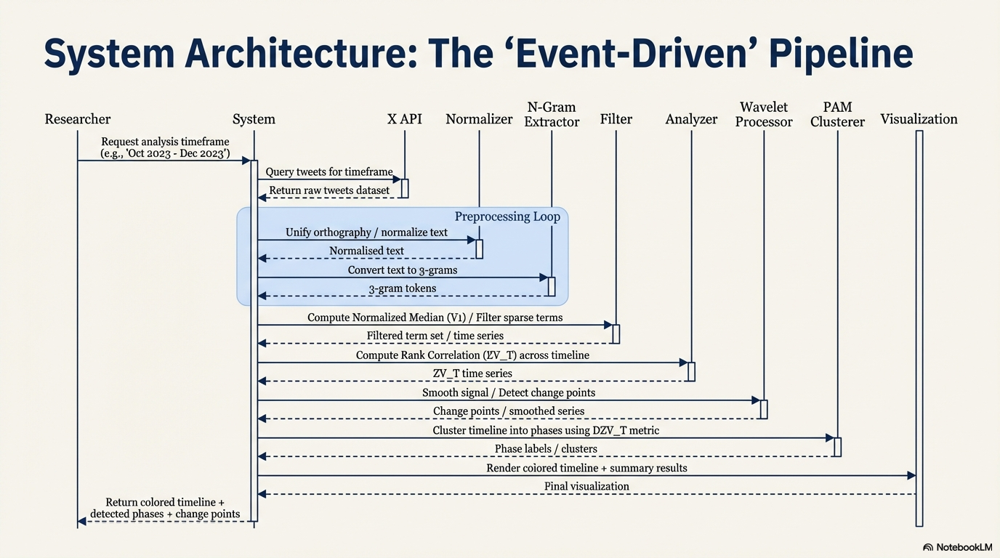 System Architecture: The ‘Event-Driven’ Pipeline
Researcher
System
X API
Normalizer
N-Gram
Extractor
Filter
Analyzer
Wavelet
Processor
PAM
Clusterer
Visualization
Request analysis timeframe
(e.g., 'Oct 2023 - Dec 2023')
Query tweets for timeframe
Return raw tweets dataset
Preprocessing Loop
Unify orthography / normalize text
Normalised text
Convert text to 3-grams
3-gram tokens
Compute Normalized Median (V1) / Filter sparse terms
Filtered term set / time series
Compute Rank Correlation (ZV_T) across timeline
ZV_T time series
Smooth signal / Detect change points
Change points / smoothed series
Cluster timeline into phases using DZV_T metric
Phase labels / clusters
Render colored timeline + summary results
Pinal visualization
Return colored timeline +
detected phases + change points
NotebookLM